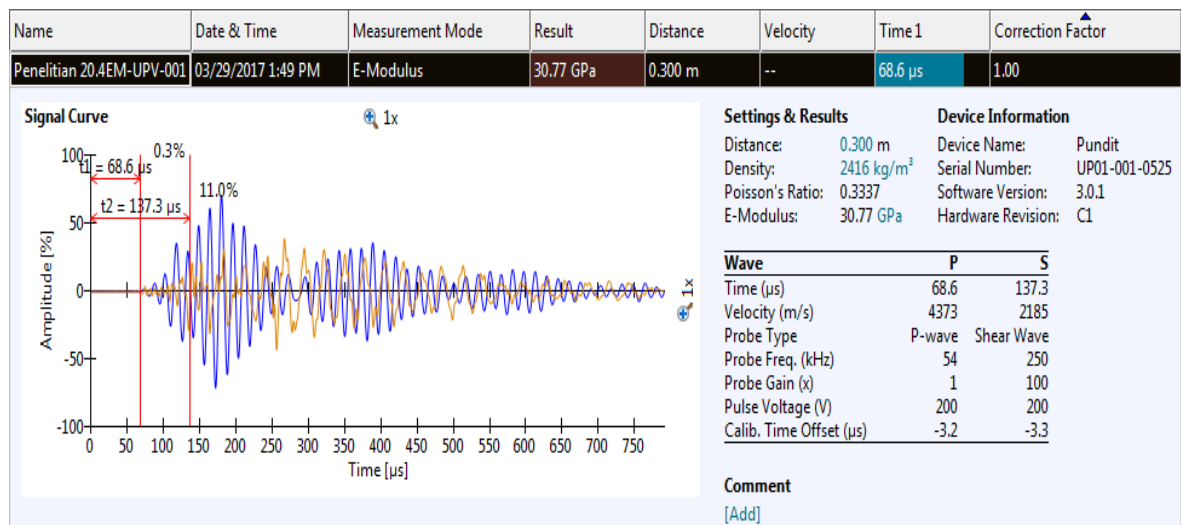 Name Date & Time Measurement Mode Result Distance Velocity Time 1 Correction Factor
Penelitian 20.4EM-UPV-001 03/29/2017 1:49 PM E-Modulus 30.77 GPa 0.300 m -- 68.6 µs 1.00
Signal Curve
1x
0.3%
t1 = 68.6 µs
11.0%
t2 = 137.3 µs
100
50
0
-50
-100
Amplitude [%]
0 50 100 150 200 250 300 350 400 450 500 550 600 650 700 750
Time [µs]
1x
Settings & Results
Distance: 0.300 m
Density: 2416 kg/m³
Poisson's Ratio: 0.3337
E-Modulus: 30.77 GPa
Device Information
Device Name: Pundit
Serial Number: UP01-001-0525
Software Version: 3.0.1
Hardware Revision: C1
Wave P S
Time (µs) 68.6 137.3
Velocity (m/s) 4373 2185
Probe Type P-wave Shear Wave
Probe Freq. (kHz) 54 250
Probe Gain (x) 1 100
Pulse Voltage (V) 200 200
Calib. Time Offset (µs) -3.2 -3.3
Comment
[Add]